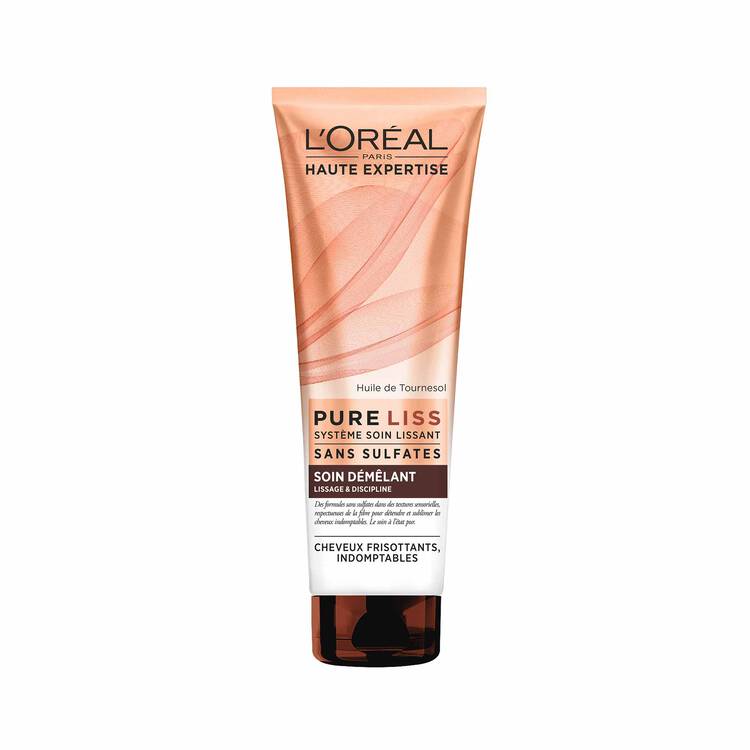 L'ORÉAL
PARIS
HAUTE EXPERTISE
Huile de Tournesol
PURE LISS
SYSTÈME SOIN LISSANT
SANS SULFATES
SOIN DÉMÊLANT
LISSAGE & DISCIPLINE
Des formules sans sulfates dans des textures sensorielles,
respectueuses de la fibre pour détendre et sublimer les
cheveux indomptables. Le soin à l'état pur.
CHEVEUX FRISOTTANTS,
INDOMPTABLES